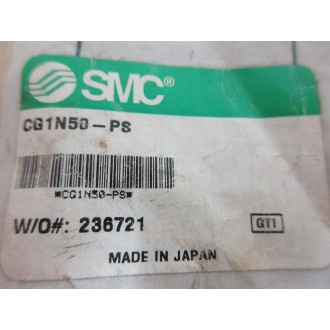 SMC®
CG1N50-PS
*CG1N50-PS*
W/O#: 236721
GTI
MADE IN JAPAN